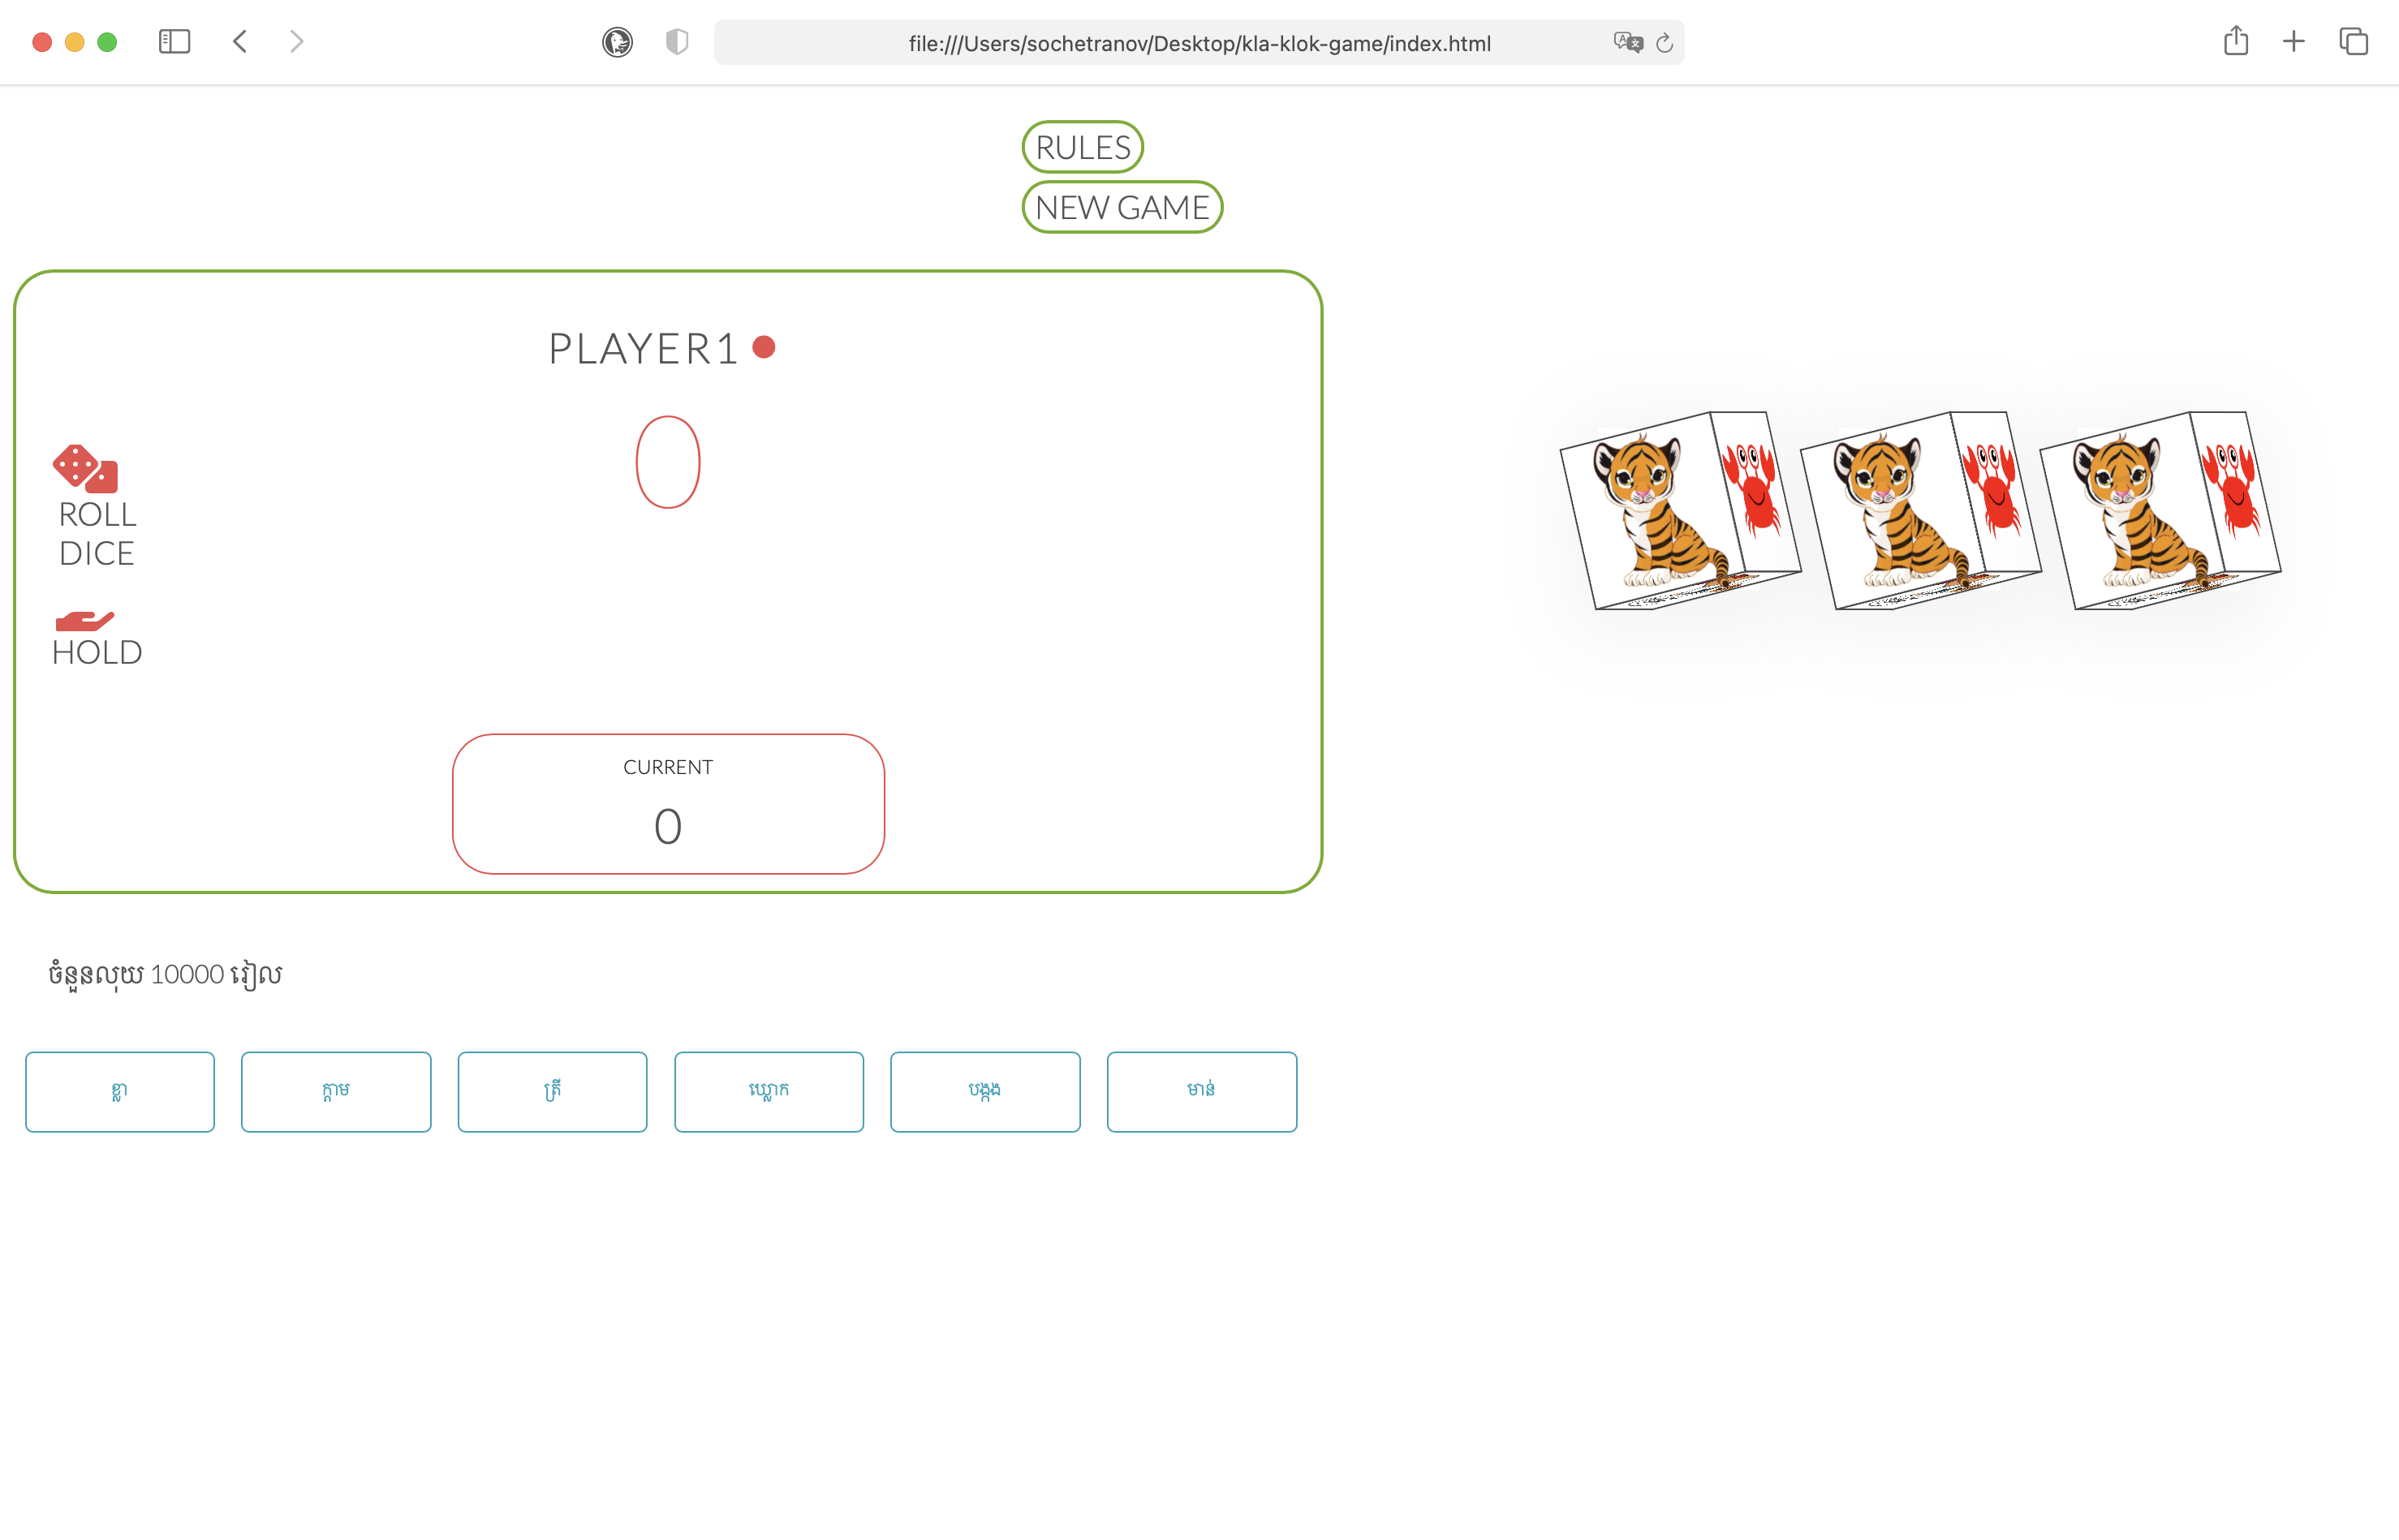 file:///Users/sochetranov/Desktop/kla-klok-game/index.html
RULES
NEW GAME
PLAYER1
0
ROLL
DICE
HOLD
CURRENT
0
ចំនួនលុយ 10000 រៀល
ខ្លា
ក្តាម
ត្រី
ឃ្លោក
បង្កង
មាន់